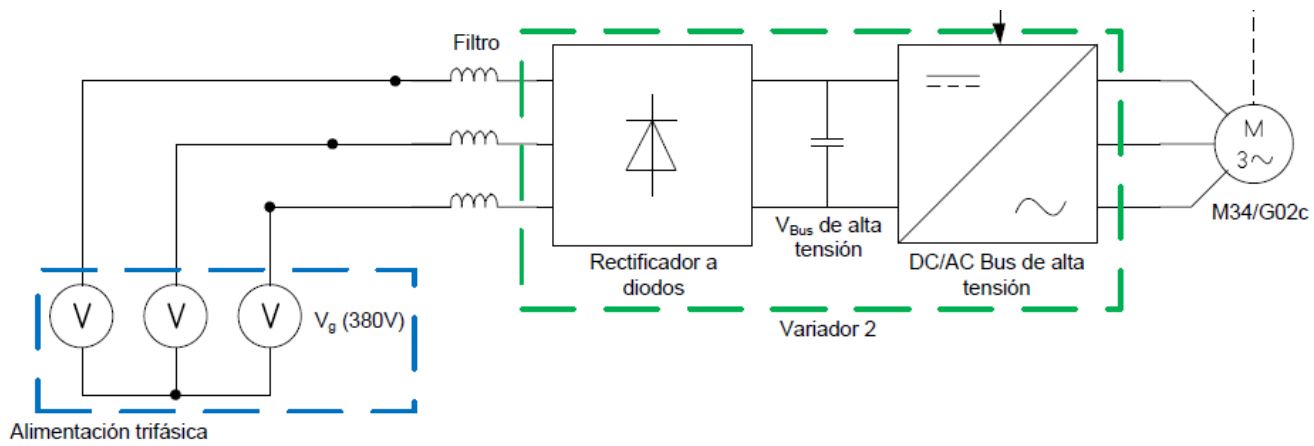 Filtro
V V V
Vg (380V)
Alimentación trifásica
Rectificador a
diodos
VBus de alta
tensión
DC/AC Bus de alta
tensión
Variador 2
M
3~
M34/G02c